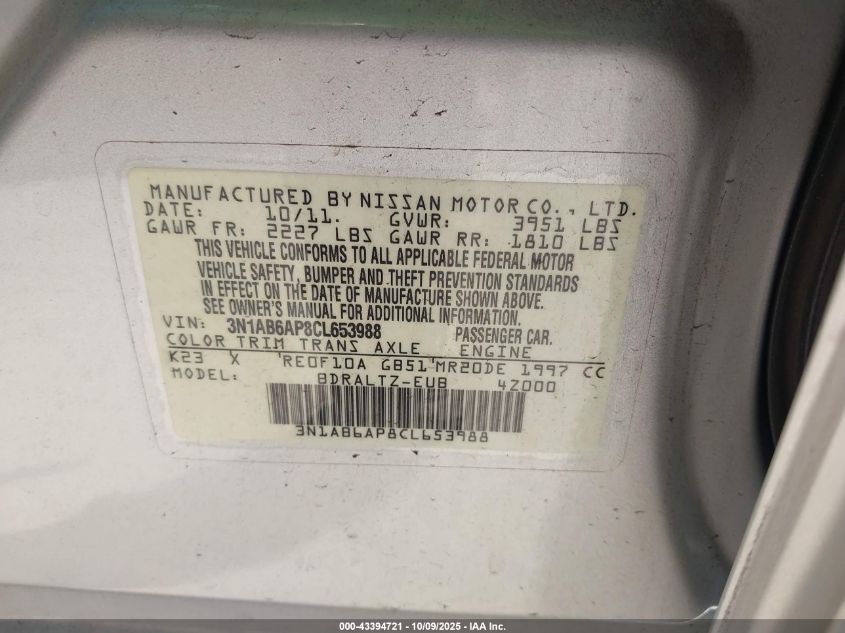 MANUFACTURED BY NISSAN MOTOR CO., LTD.
DATE: 10/11. GVWR: 3951 LBS
GAWR FR: 2227 LBS GAWR RR: 1810 LBS
THIS VEHICLE CONFORMS TO ALL APPLICABLE FEDERAL MOTOR
VEHICLE SAFETY, BUMPER AND THEFT PREVENTION STANDARDS
IN EFFECT ON THE DATE OF MANUFACTURE SHOWN ABOVE.
SEE OWNER'S MANUAL FOR ADDITIONAL INFORMATION.
VIN: 3N1AB6AP8CL653988 PASSENGER CAR.
COLOR TRIM TRANS AXLE ENGINE
K23 X RE0F10A GB51 MR20DE 1997 CC
MODEL: BDRALTZ-EUB 4Z000
3N1AB6AP8CL653988
000-43394721 - 10/09/2025 - IAA Inc.